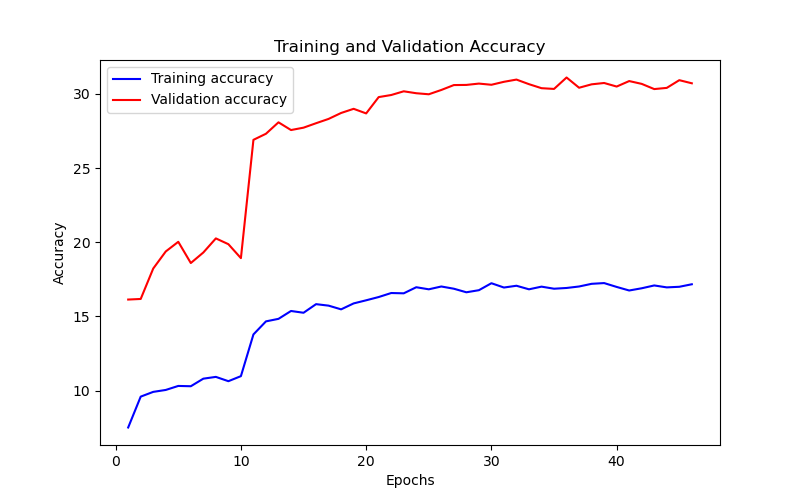 Training and Validation Accuracy
Training accuracy
Validation accuracy
30
25
20
15
10
Accuracy
0 10 20 30 40
Epochs